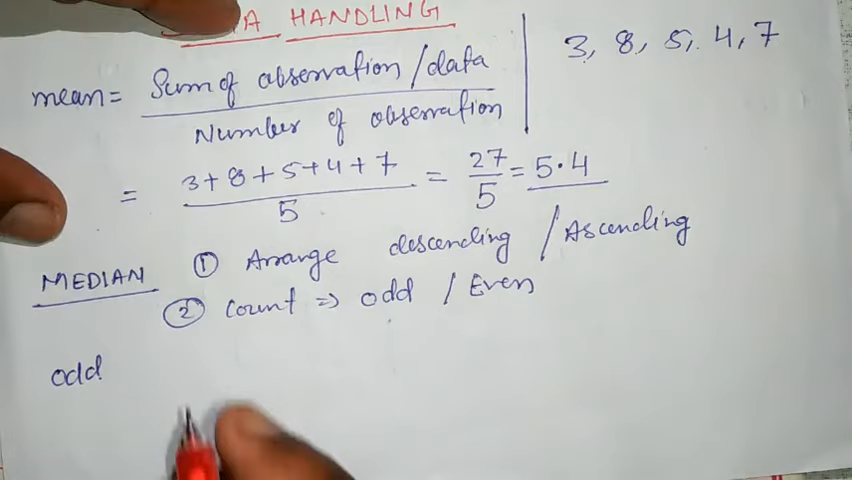 A HANDLING
mean = Sum of observation / data
Number of observation
3, 8, 5, 4, 7
= 3+8+5+4+7 = 27 = 5.4
5 5
MEDIAN ① Arrange descending / Ascending
② Count ⇒ odd / Even
odd